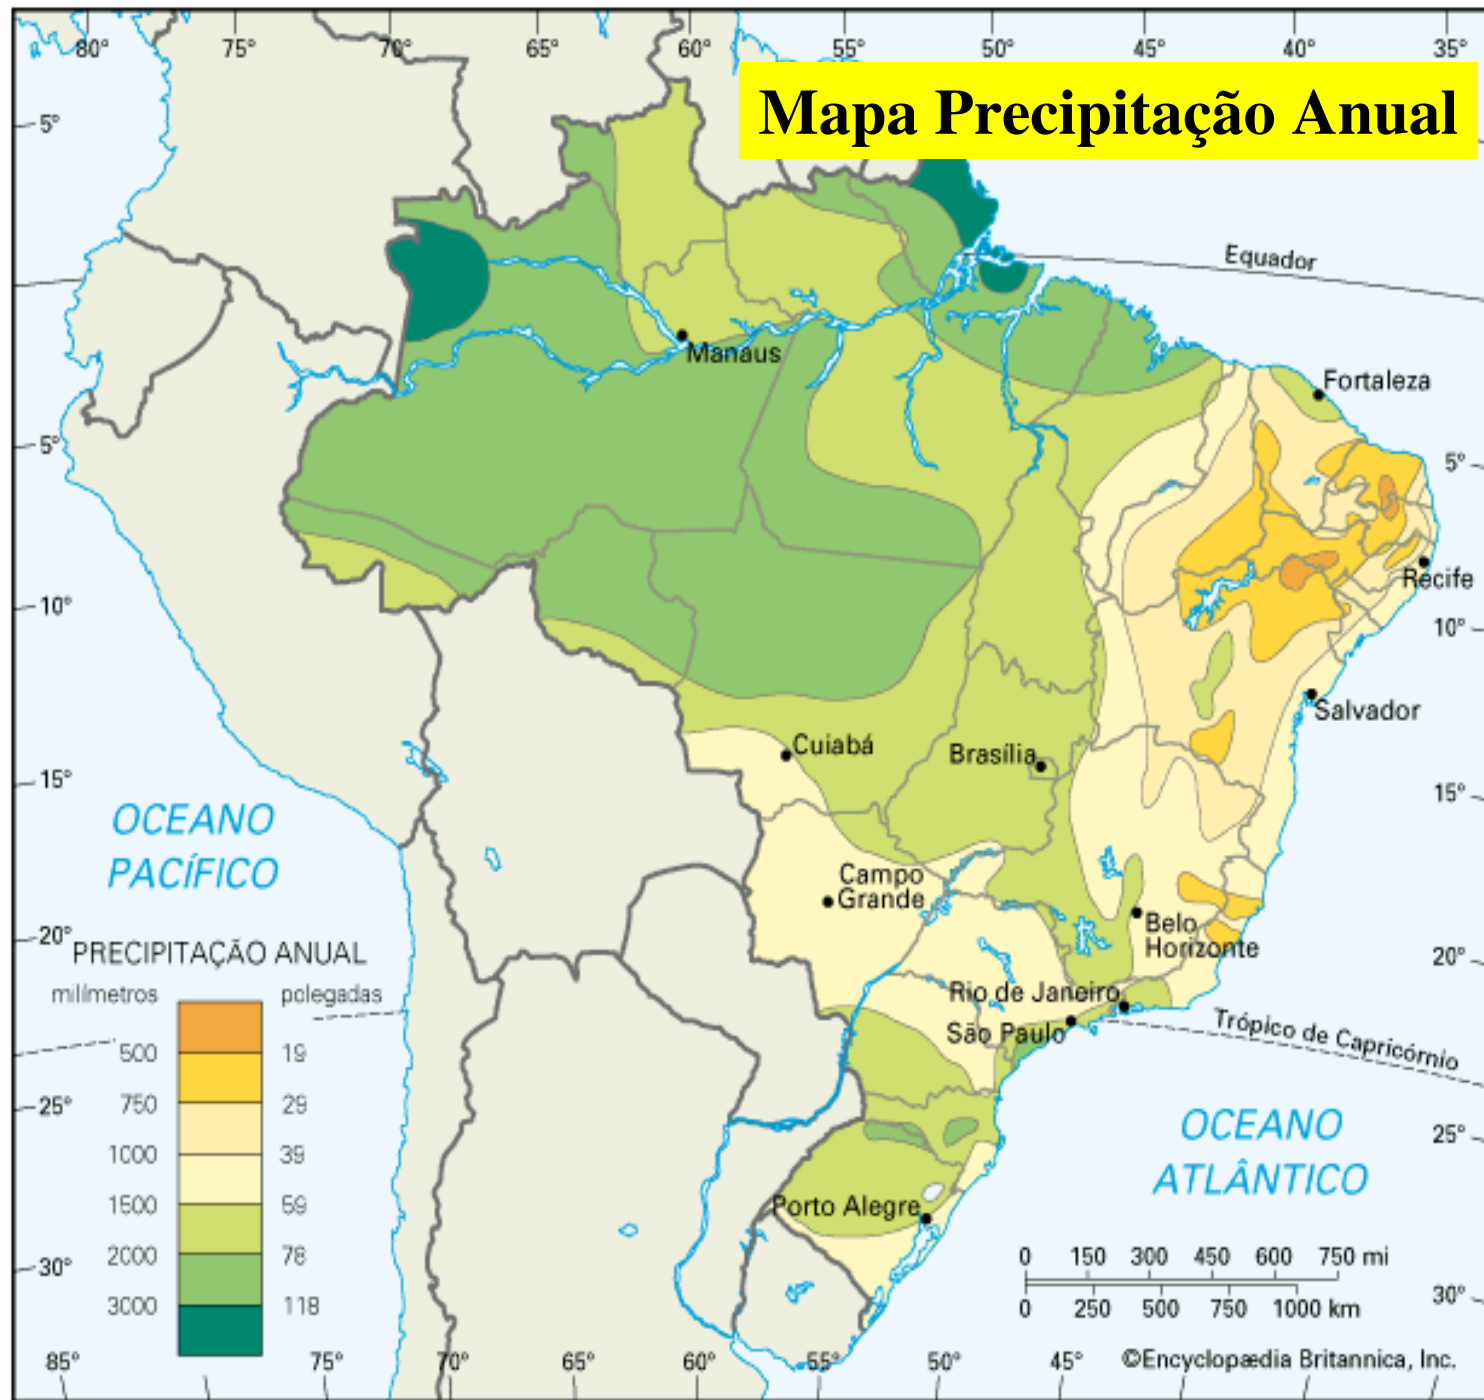 80° 75° 70° 65° 60° 55° 50° 45° 40° 35°
Mapa Precipitação Anual
5°
Equador
Manaus
Fortaleza
5° 5°
Recife
10° 10°
Salvador
Cuiabá
Brasília
15° 15°
OCEANO
PACÍFICO
Campo
Grande
Belo
Horizonte
20° 20°
PRECIPITAÇÃO ANUAL
milímetros polegadas
500 19
750 29
1000 39
1500 59
2000 78
3000 118
Rio de Janeiro
São Paulo
Trópico de Capricórnio
25° 25°
OCEANO
ATLÂNTICO
Porto Alegre
0 150 300 450 600 750 mi
0 250 500 750 1000 km
30° 30°
85° 75° 70° 65° 60° 55° 50° 45°
©Encyclopædia Britannica, Inc.